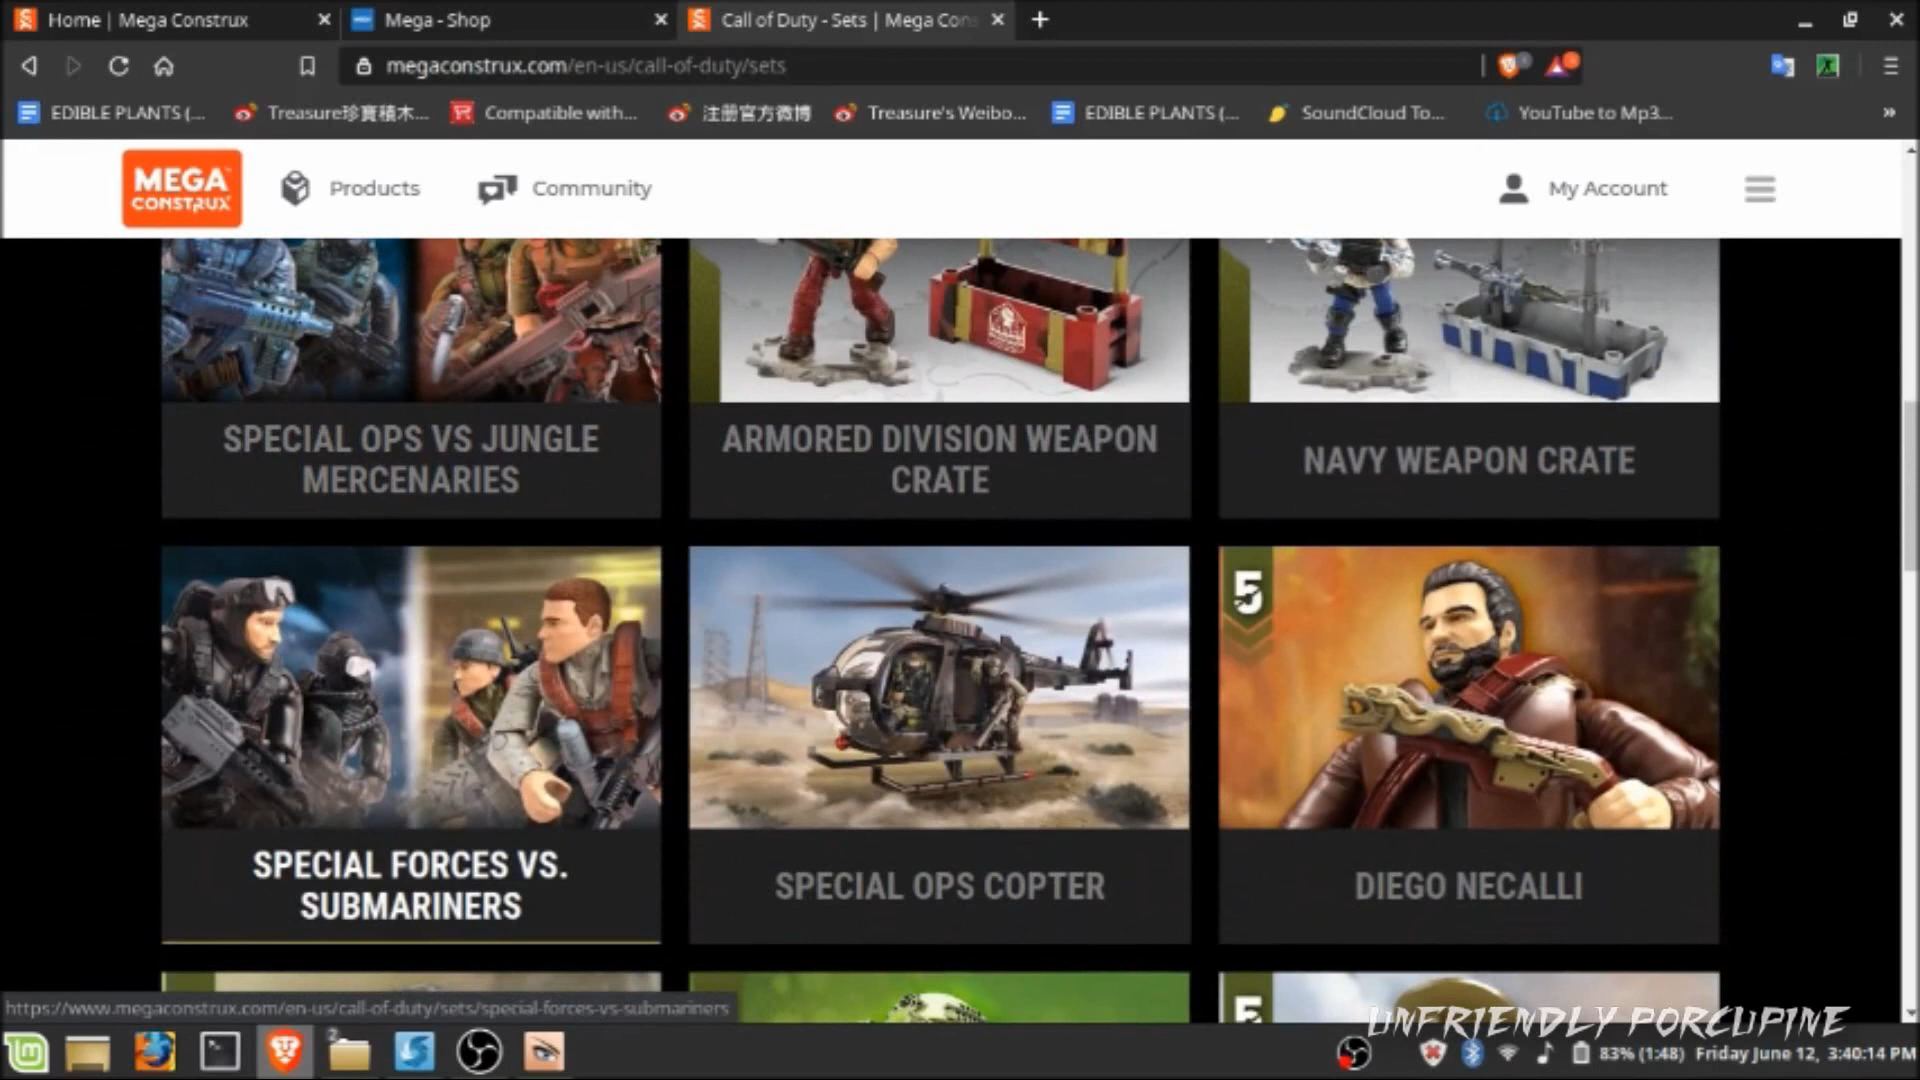 Home | Mega Construx
Mega - Shop
Call of Duty - Sets | Mega Con
megaconstrux.com/en-us/call-of-duty/sets
EDIBLE PLANTS (...
Treasure珍寶積木...
Compatible with...
注册官方微博
Treasure's Weibo...
EDIBLE PLANTS (...
SoundCloud To...
YouTube to Mp3...
»
MEGA
CONSTRUX
Products
Community
My Account
SPECIAL OPS VS JUNGLE
MERCENARIES
ARMORED DIVISION WEAPON
CRATE
NAVY WEAPON CRATE
5
SPECIAL FORCES VS.
SUBMARINERS
SPECIAL OPS COPTER
DIEGO NECALLI
5
https://www.megaconstrux.com/en-us/call-of-duty/sets/special-forces-vs-submariners
UNFRIENDLY PORCUPINE
2
83% (1:48) Friday June 12, 3:40:14 PM